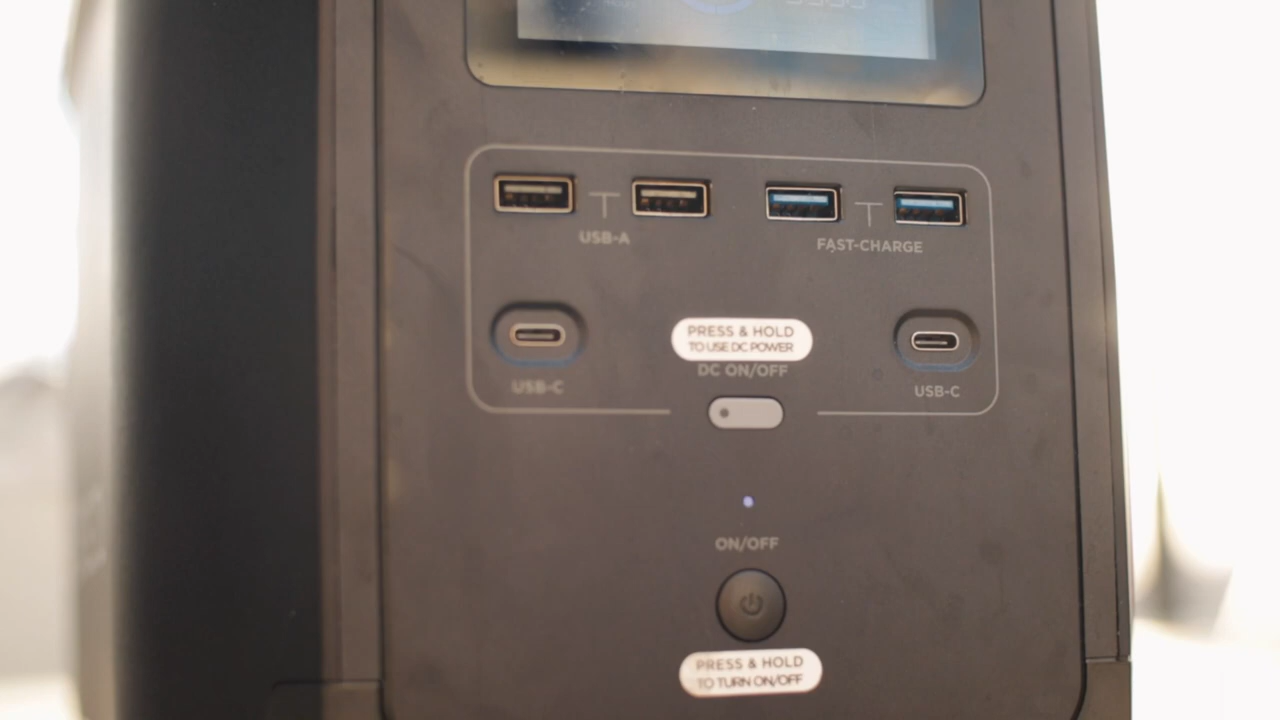 USB-A
FAST-CHARGE
PRESS & HOLD
TO USE DC POWER
DC ON/OFF
USB-C
USB-C
ON/OFF
PRESS & HOLD
TO TURN ON/OFF